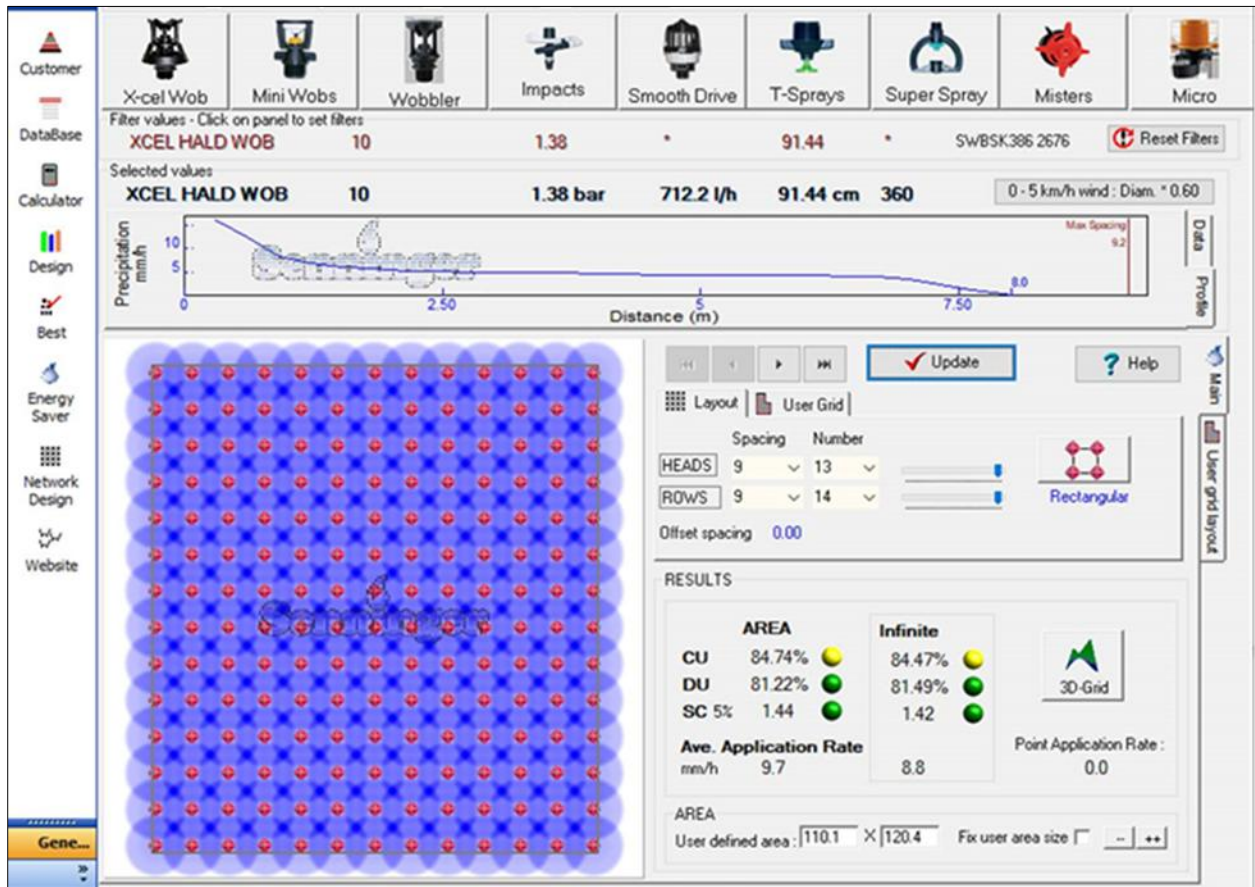 Customer
DataBase
Calculator
Design
Best
Energy
Saver
Network
Design
Website
Gene...
»
X-cel Wob Mini Wobs Wobbler Impacts Smooth Drive T-Sprays Super Spray Misters Micro
Filter values - Click on panel to set filters
XCEL HALD WOB 10 1.38 * 91.44 * SWBSK386 2676 Reset Filters
Selected values
XCEL HALD WOB 10 1.38 bar 712.2 l/h 91.44 cm 360 0 - 5 km/h wind : Diam. * 0.60
Precipitation
mm/h
10
5
Senninger
Max Spacing
9.2
8.0
0 2.50 5 7.50
Distance (m)
Data
Profile
Senninger
Update ? Help
Main
User grid layout
Layout User Grid
Spacing Number
HEADS 9 13
ROWS 9 14
Rectangular
Offset spacing 0.00
RESULTS
AREA Infinite
CU 84.74% 84.47%
DU 81.22% 81.49%
SC 5% 1.44 1.42
3D-Grid
Ave. Application Rate Point Application Rate :
mm/h 9.7 8.8 0.0
AREA
User defined area : 110.1 X 120.4 Fix user area size -- ++